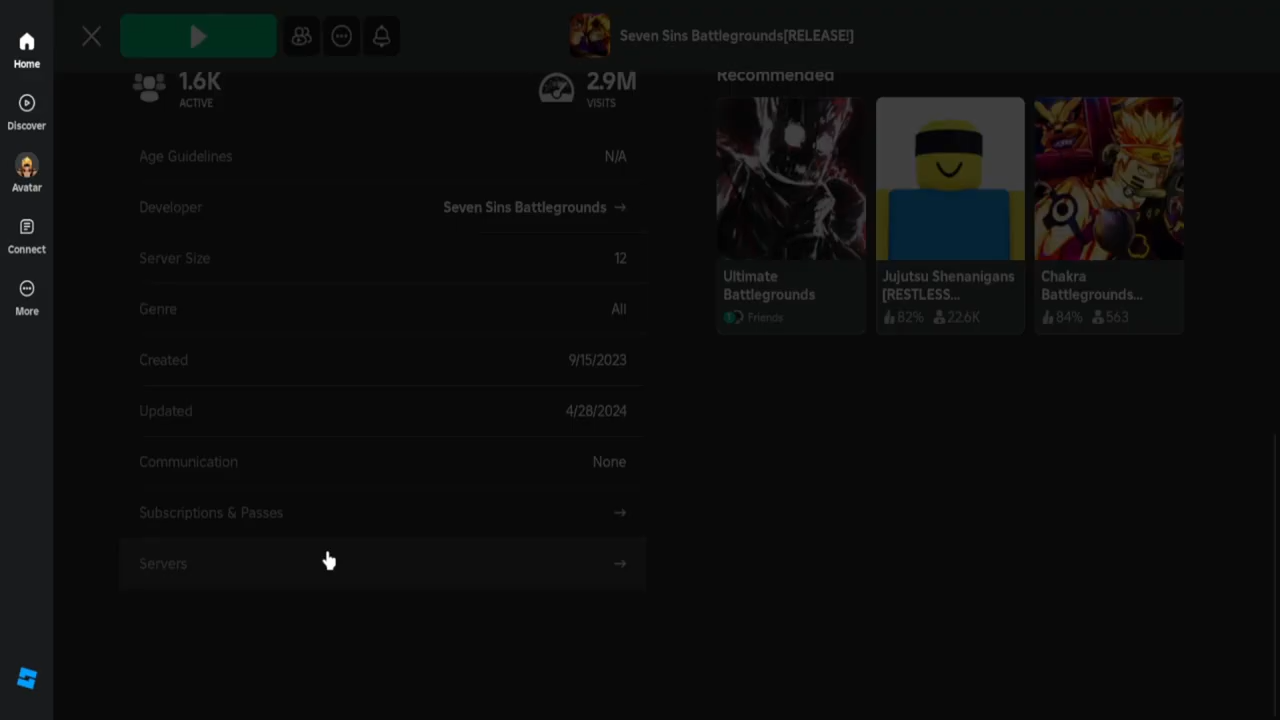 Home
Discover
Avatar
Connect
More
Seven Sins Battlegrounds[RELEASE!]
1.6K
ACTIVE
2.9M
VISITS
Age Guidelines N/A
Developer Seven Sins Battlegrounds →
Server Size 12
Genre All
Created 9/15/2023
Updated 4/28/2024
Communication None
Subscriptions & Passes →
Servers →
Recommended
Ultimate
Battlegrounds
Friends
Jujutsu Shenanigans
[RESTLESS...
82% 22.6K
Chakra
Battlegrounds...
84% 563